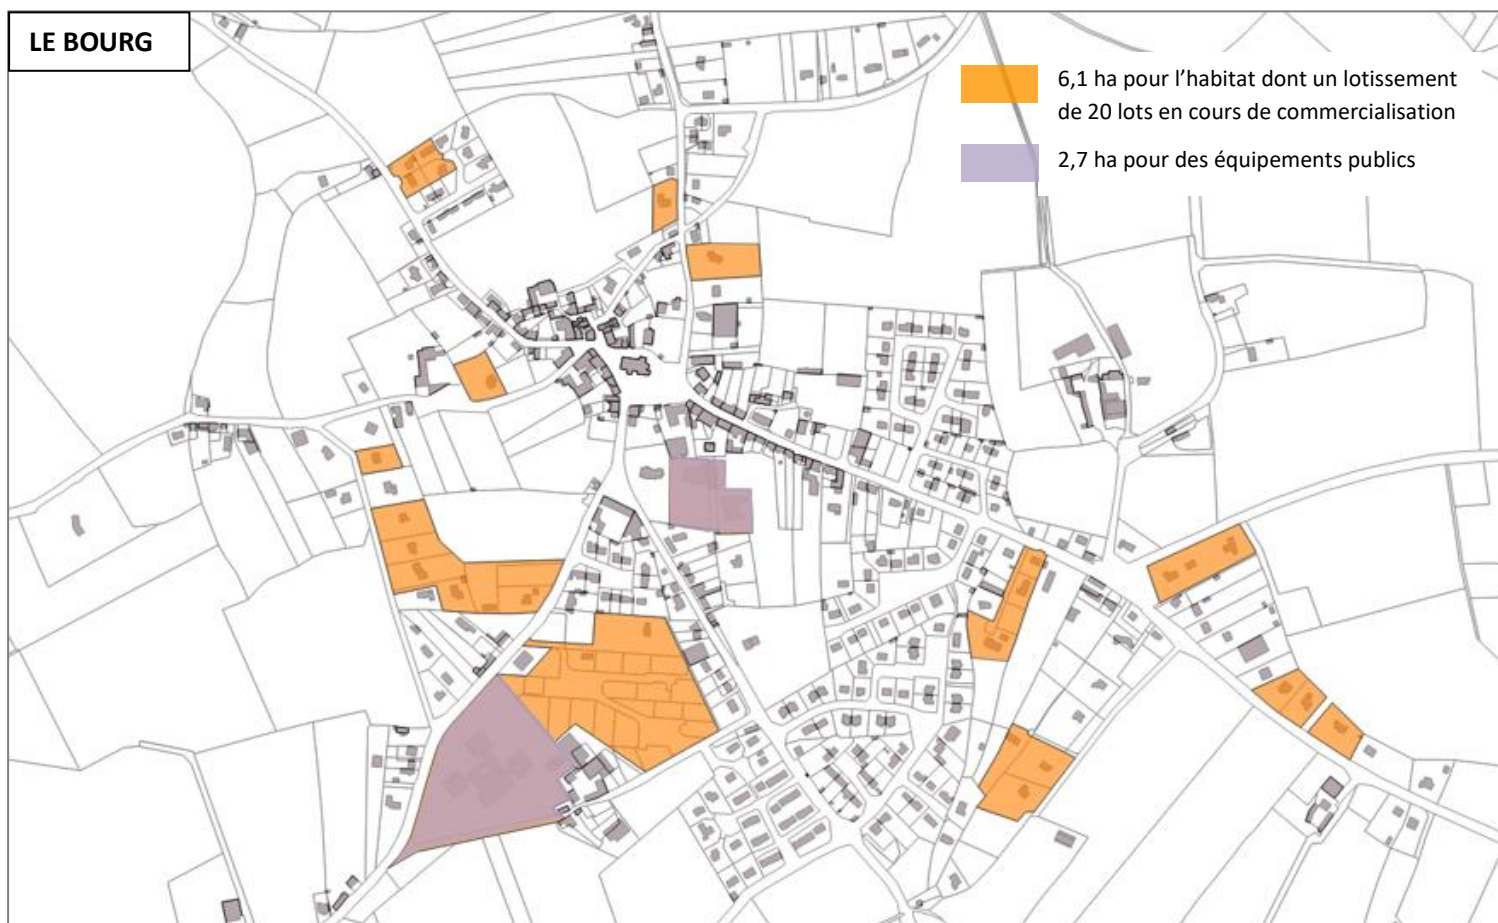 LE BOURG
6,1 ha pour l’habitat dont un lotissement
de 20 lots en cours de commercialisation
2,7 ha pour des équipements publics